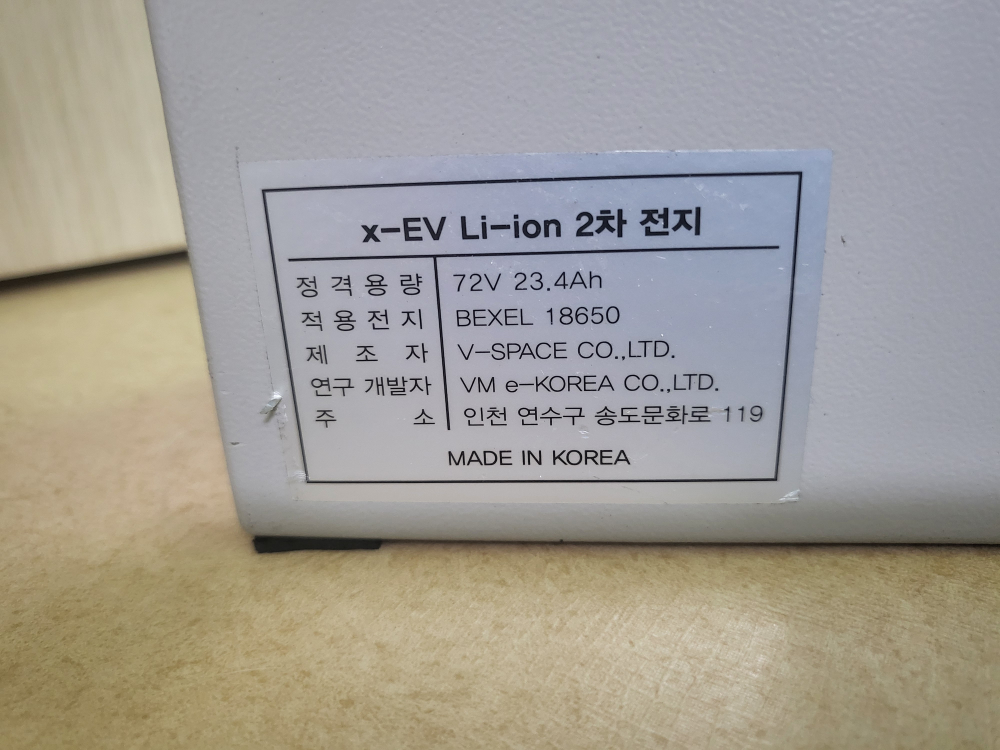 x-EV Li-ion 2차 전지
정격용량 72V 23.4Ah
적용전지 BEXEL 18650
제조자 V-SPACE CO.,LTD.
연구 개발자 VM e-KOREA CO.,LTD.
주소 인천 연수구 송도문화로 119
MADE IN KOREA